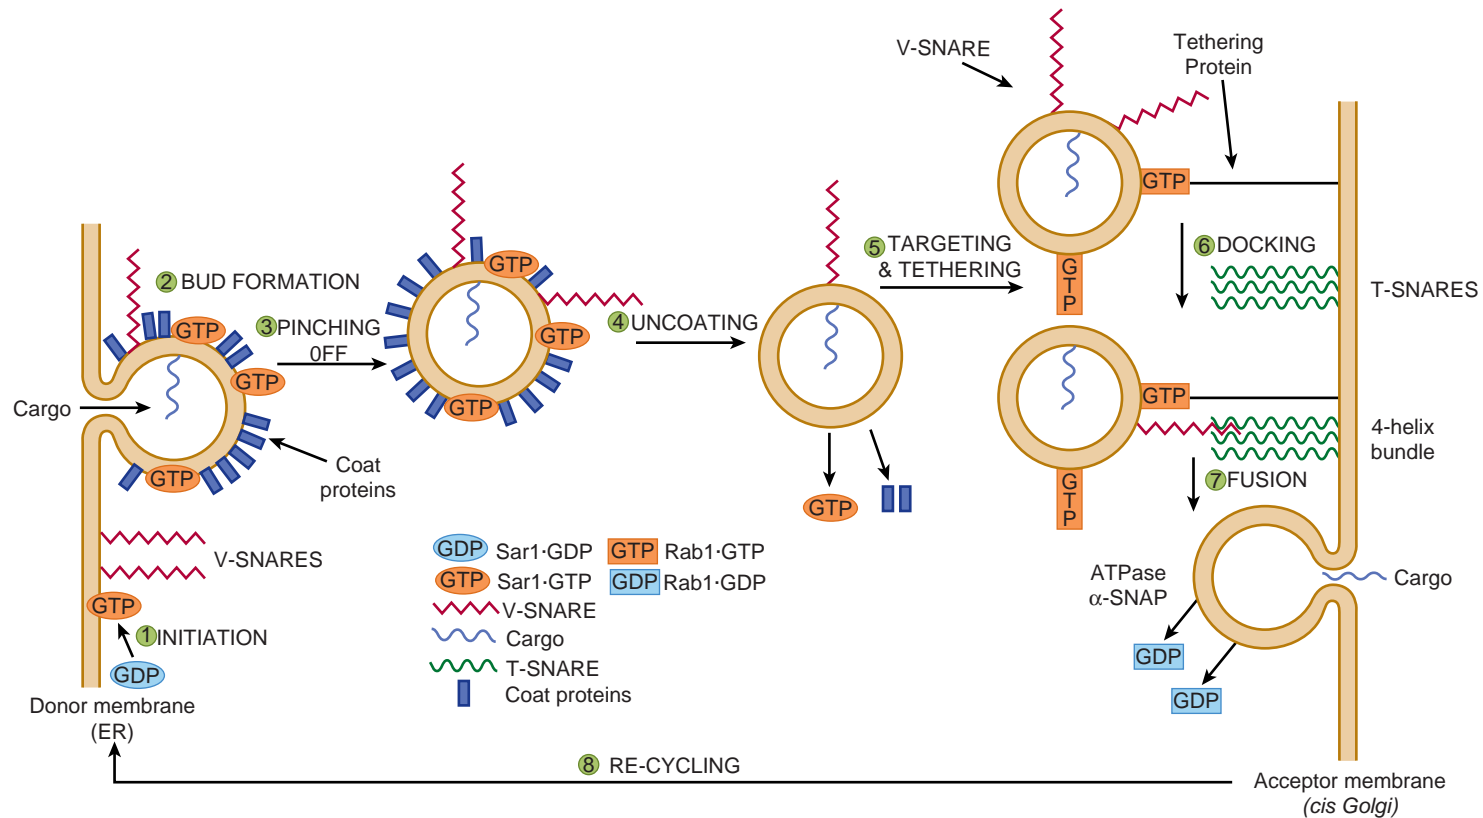 V-SNARE
Tethering
Protein
GTP
GTP
② BUD FORMATION
③ PINCHING
0FF
GTP
GTP
GTP
Cargo
Coat
proteins
GTP
GTP
GTP
④ UNCOATING
GTP
⑤ TARGETING
& TETHERING
⑥ DOCKING
T-SNARES
GTP
GTP
4-helix
bundle
⑦ FUSION
V-SNARES
GTP
① INITIATION
GDP
Donor membrane
(ER)
GDP Sar1·GDP GTP Rab1·GTP
GTP Sar1·GTP GDP Rab1·GDP
V-SNARE
Cargo
T-SNARE
Coat proteins
ATPase
α-SNAP
Cargo
GDP
GDP
⑧ RE-CYCLING
Acceptor membrane
(cis Golgi)